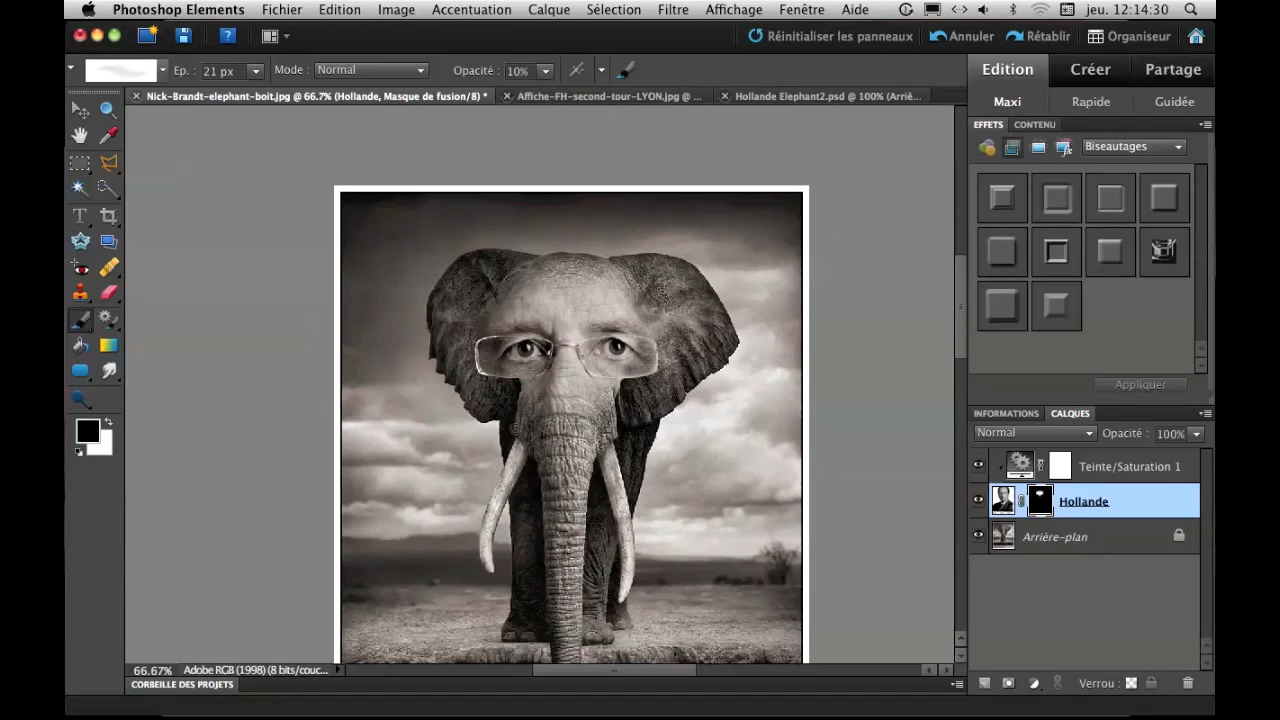 Photoshop Elements Fichier Edition Image Accentuation Calque Sélection Filtre Affichage Fenêtre Aide jeu. 12:14:30
Réinitialiser les panneaux Annuler Rétablir Organiseur
Ep. : 21 px Mode : Normal Opacité : 10% Edition Créer Partage
Nick-Brandt-elephant-boit.jpg @ 66.7% (Hollande, Masque de fusion/8) * Affiche-FH-second-tour-LYON.jpg @ ... Hollande Elephant2.psd @ 100% (Arriè...
Maxi Rapide Guidée
EFFETS CONTENU
Biseautages
Appliquer
INFORMATIONS CALQUES
Normal Opacité : 100%
Teinte/Saturation 1
Hollande
Arrière-plan
66.67% Adobe RGB (1998) (8 bits/couc...
CORBEILLE DES PROJETS
Verrou :